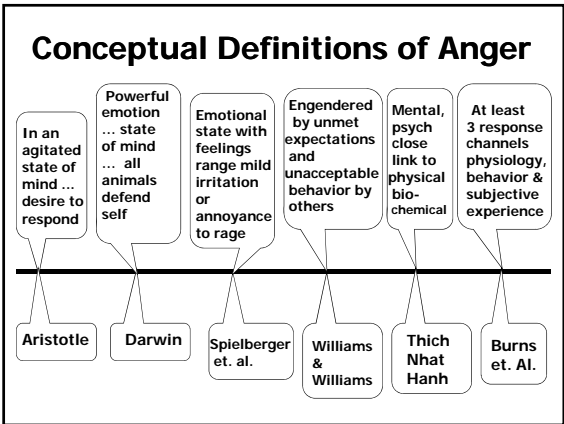 Conceptual Definitions of Anger
In an
agitated
state of
mind ...
desire to
respond
Powerful
emotion
... state
of mind
... all
animals
defend
self
Emotional
state with
feelings
range mild
irritation
or
annoyance
to rage
Engendered
by unmet
expectations
and
unacceptable
behavior by
others
Mental,
psych
close
link to
physical
bio-
chemical
At least
3 response
channels
physiology,
behavior &
subjective
experience
Aristotle
Darwin
Spielberger
et. al.
Williams
&
Williams
Thich
Nhat
Hanh
Burns
et. Al.